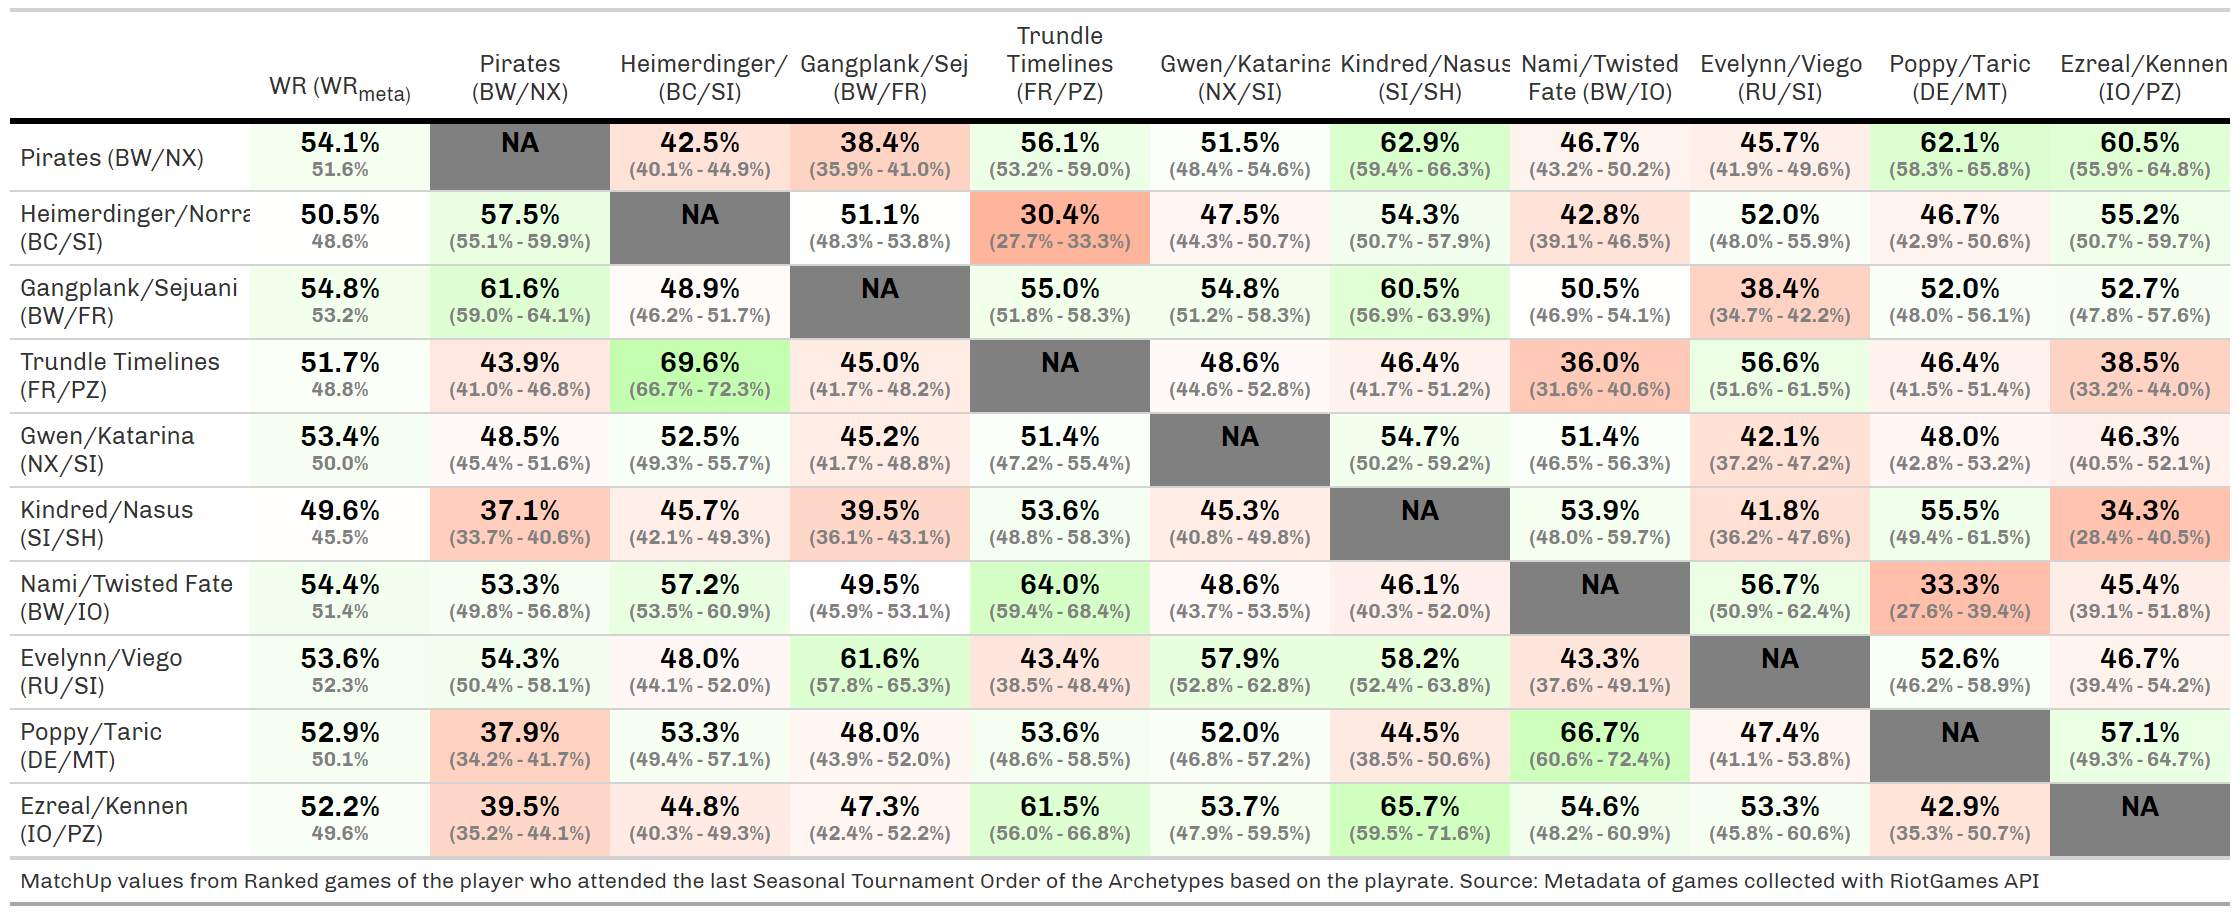 Trundle
Pirates Heimerdinger/ Gangplank/Sej Timelines Gwen/Katarina Kindred/Nasus Nami/Twisted Evelynn/Viego Poppy/Taric Ezreal/Kennen
WR (WRmeta) (BW/NX) (BC/SI) (BW/FR) (FR/PZ) (NX/SI) (SI/SH) Fate (BW/IO) (RU/SI) (DE/MT) (IO/PZ)
Pirates (BW/NX) 54.1% NA 42.5% 38.4% 56.1% 51.5% 62.9% 46.7% 45.7% 62.1% 60.5%
51.6% (40.1% - 44.9%) (35.9% - 41.0%) (53.2% - 59.0%) (48.4% - 54.6%) (59.4% - 66.3%) (43.2% - 50.2%) (41.9% - 49.6%) (58.3% - 65.8%) (55.9% - 64.8%)
Heimerdinger/Norra 50.5% 57.5% NA 51.1% 30.4% 47.5% 54.3% 42.8% 52.0% 46.7% 55.2%
(BC/SI) 48.6% (55.1% - 59.9%) (48.3% - 53.8%) (27.7% - 33.3%) (44.3% - 50.7%) (50.7% - 57.9%) (39.1% - 46.5%) (48.0% - 55.9%) (42.9% - 50.6%) (50.7% - 59.7%)
Gangplank/Sejuani 54.8% 61.6% 48.9% NA 55.0% 54.8% 60.5% 50.5% 38.4% 52.0% 52.7%
(BW/FR) 53.2% (59.0% - 64.1%) (46.2% - 51.7%) (51.8% - 58.3%) (51.2% - 58.3%) (56.9% - 63.9%) (46.9% - 54.1%) (34.7% - 42.2%) (48.0% - 56.1%) (47.8% - 57.6%)
Trundle Timelines 51.7% 43.9% 69.6% 45.0% NA 48.6% 46.4% 36.0% 56.6% 46.4% 38.5%
(FR/PZ) 48.8% (41.0% - 46.8%) (66.7% - 72.3%) (41.7% - 48.2%) (44.6% - 52.8%) (41.7% - 51.2%) (31.6% - 40.6%) (51.6% - 61.5%) (41.5% - 51.4%) (33.2% - 44.0%)
Gwen/Katarina 53.4% 48.5% 52.5% 45.2% 51.4% NA 54.7% 51.4% 42.1% 48.0% 46.3%
(NX/SI) 50.0% (45.4% - 51.6%) (49.3% - 55.7%) (41.7% - 48.8%) (47.2% - 55.4%) (50.2% - 59.2%) (46.5% - 56.3%) (37.2% - 47.2%) (42.8% - 53.2%) (40.5% - 52.1%)
Kindred/Nasus 49.6% 37.1% 45.7% 39.5% 53.6% 45.3% NA 53.9% 41.8% 55.5% 34.3%
(SI/SH) 45.5% (33.7% - 40.6%) (42.1% - 49.3%) (36.1% - 43.1%) (48.8% - 58.3%) (40.8% - 49.8%) (48.0% - 59.7%) (36.2% - 47.6%) (49.4% - 61.5%) (28.4% - 40.5%)
Nami/Twisted Fate 54.4% 53.3% 57.2% 49.5% 64.0% 48.6% 46.1% NA 56.7% 33.3% 45.4%
(BW/IO) 51.4% (49.8% - 56.8%) (53.5% - 60.9%) (45.9% - 53.1%) (59.4% - 68.4%) (43.7% - 53.5%) (40.3% - 52.0%) (50.9% - 62.4%) (27.6% - 39.4%) (39.1% - 51.8%)
Evelynn/Viego 53.6% 54.3% 48.0% 61.6% 43.4% 57.9% 58.2% 43.3% NA 52.6% 46.7%
(RU/SI) 52.3% (50.4% - 58.1%) (44.1% - 52.0%) (57.8% - 65.3%) (38.5% - 48.4%) (52.8% - 62.8%) (52.4% - 63.8%) (37.6% - 49.1%) (46.2% - 58.9%) (39.4% - 54.2%)
Poppy/Taric 52.9% 37.9% 53.3% 48.0% 53.6% 52.0% 44.5% 66.7% 47.4% NA 57.1%
(DE/MT) 50.1% (34.2% - 41.7%) (49.4% - 57.1%) (43.9% - 52.0%) (48.6% - 58.5%) (46.8% - 57.2%) (38.5% - 50.6%) (60.6% - 72.4%) (41.1% - 53.8%) (49.3% - 64.7%)
Ezreal/Kennen 52.2% 39.5% 44.8% 47.3% 61.5% 53.7% 65.7% 54.6% 53.3% 42.9% NA
(IO/PZ) 49.6% (35.2% - 44.1%) (40.3% - 49.3%) (42.4% - 52.2%) (56.0% - 66.8%) (47.9% - 59.5%) (59.5% - 71.6%) (48.2% - 60.9%) (45.8% - 60.6%) (35.3% - 50.7%)
MatchUp values from Ranked games of the player who attended the last Seasonal Tournament Order of the Archetypes based on the playrate. Source: Metadata of games collected with RiotGames API